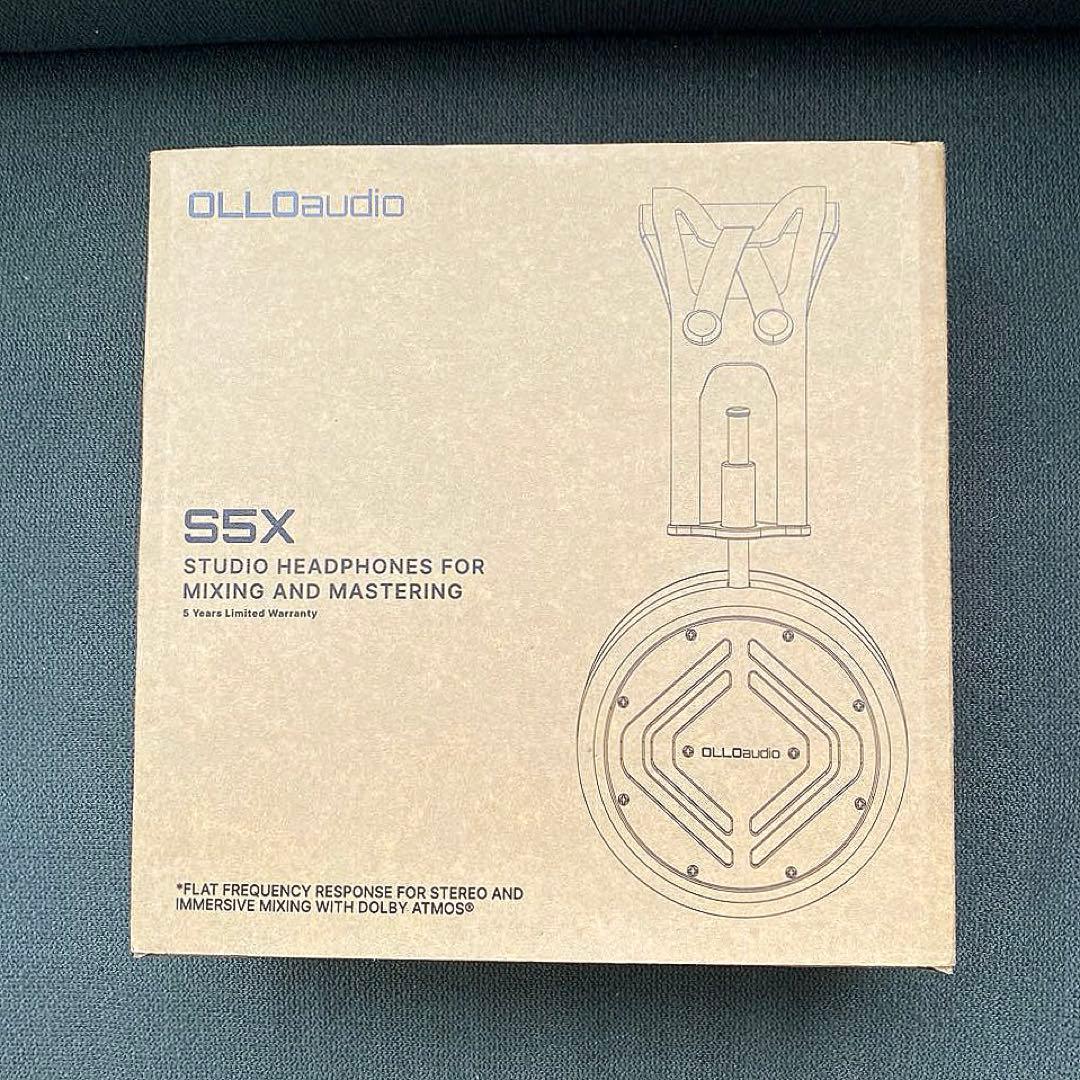 OLLOaudio
S5X
STUDIO HEADPHONES FOR
MIXING AND MASTERING
5 Years Limited Warranty
OLLOaudio
*FLAT FREQUENCY RESPONSE FOR STEREO AND
IMMERSIVE MIXING WITH DOLBY ATMOS®